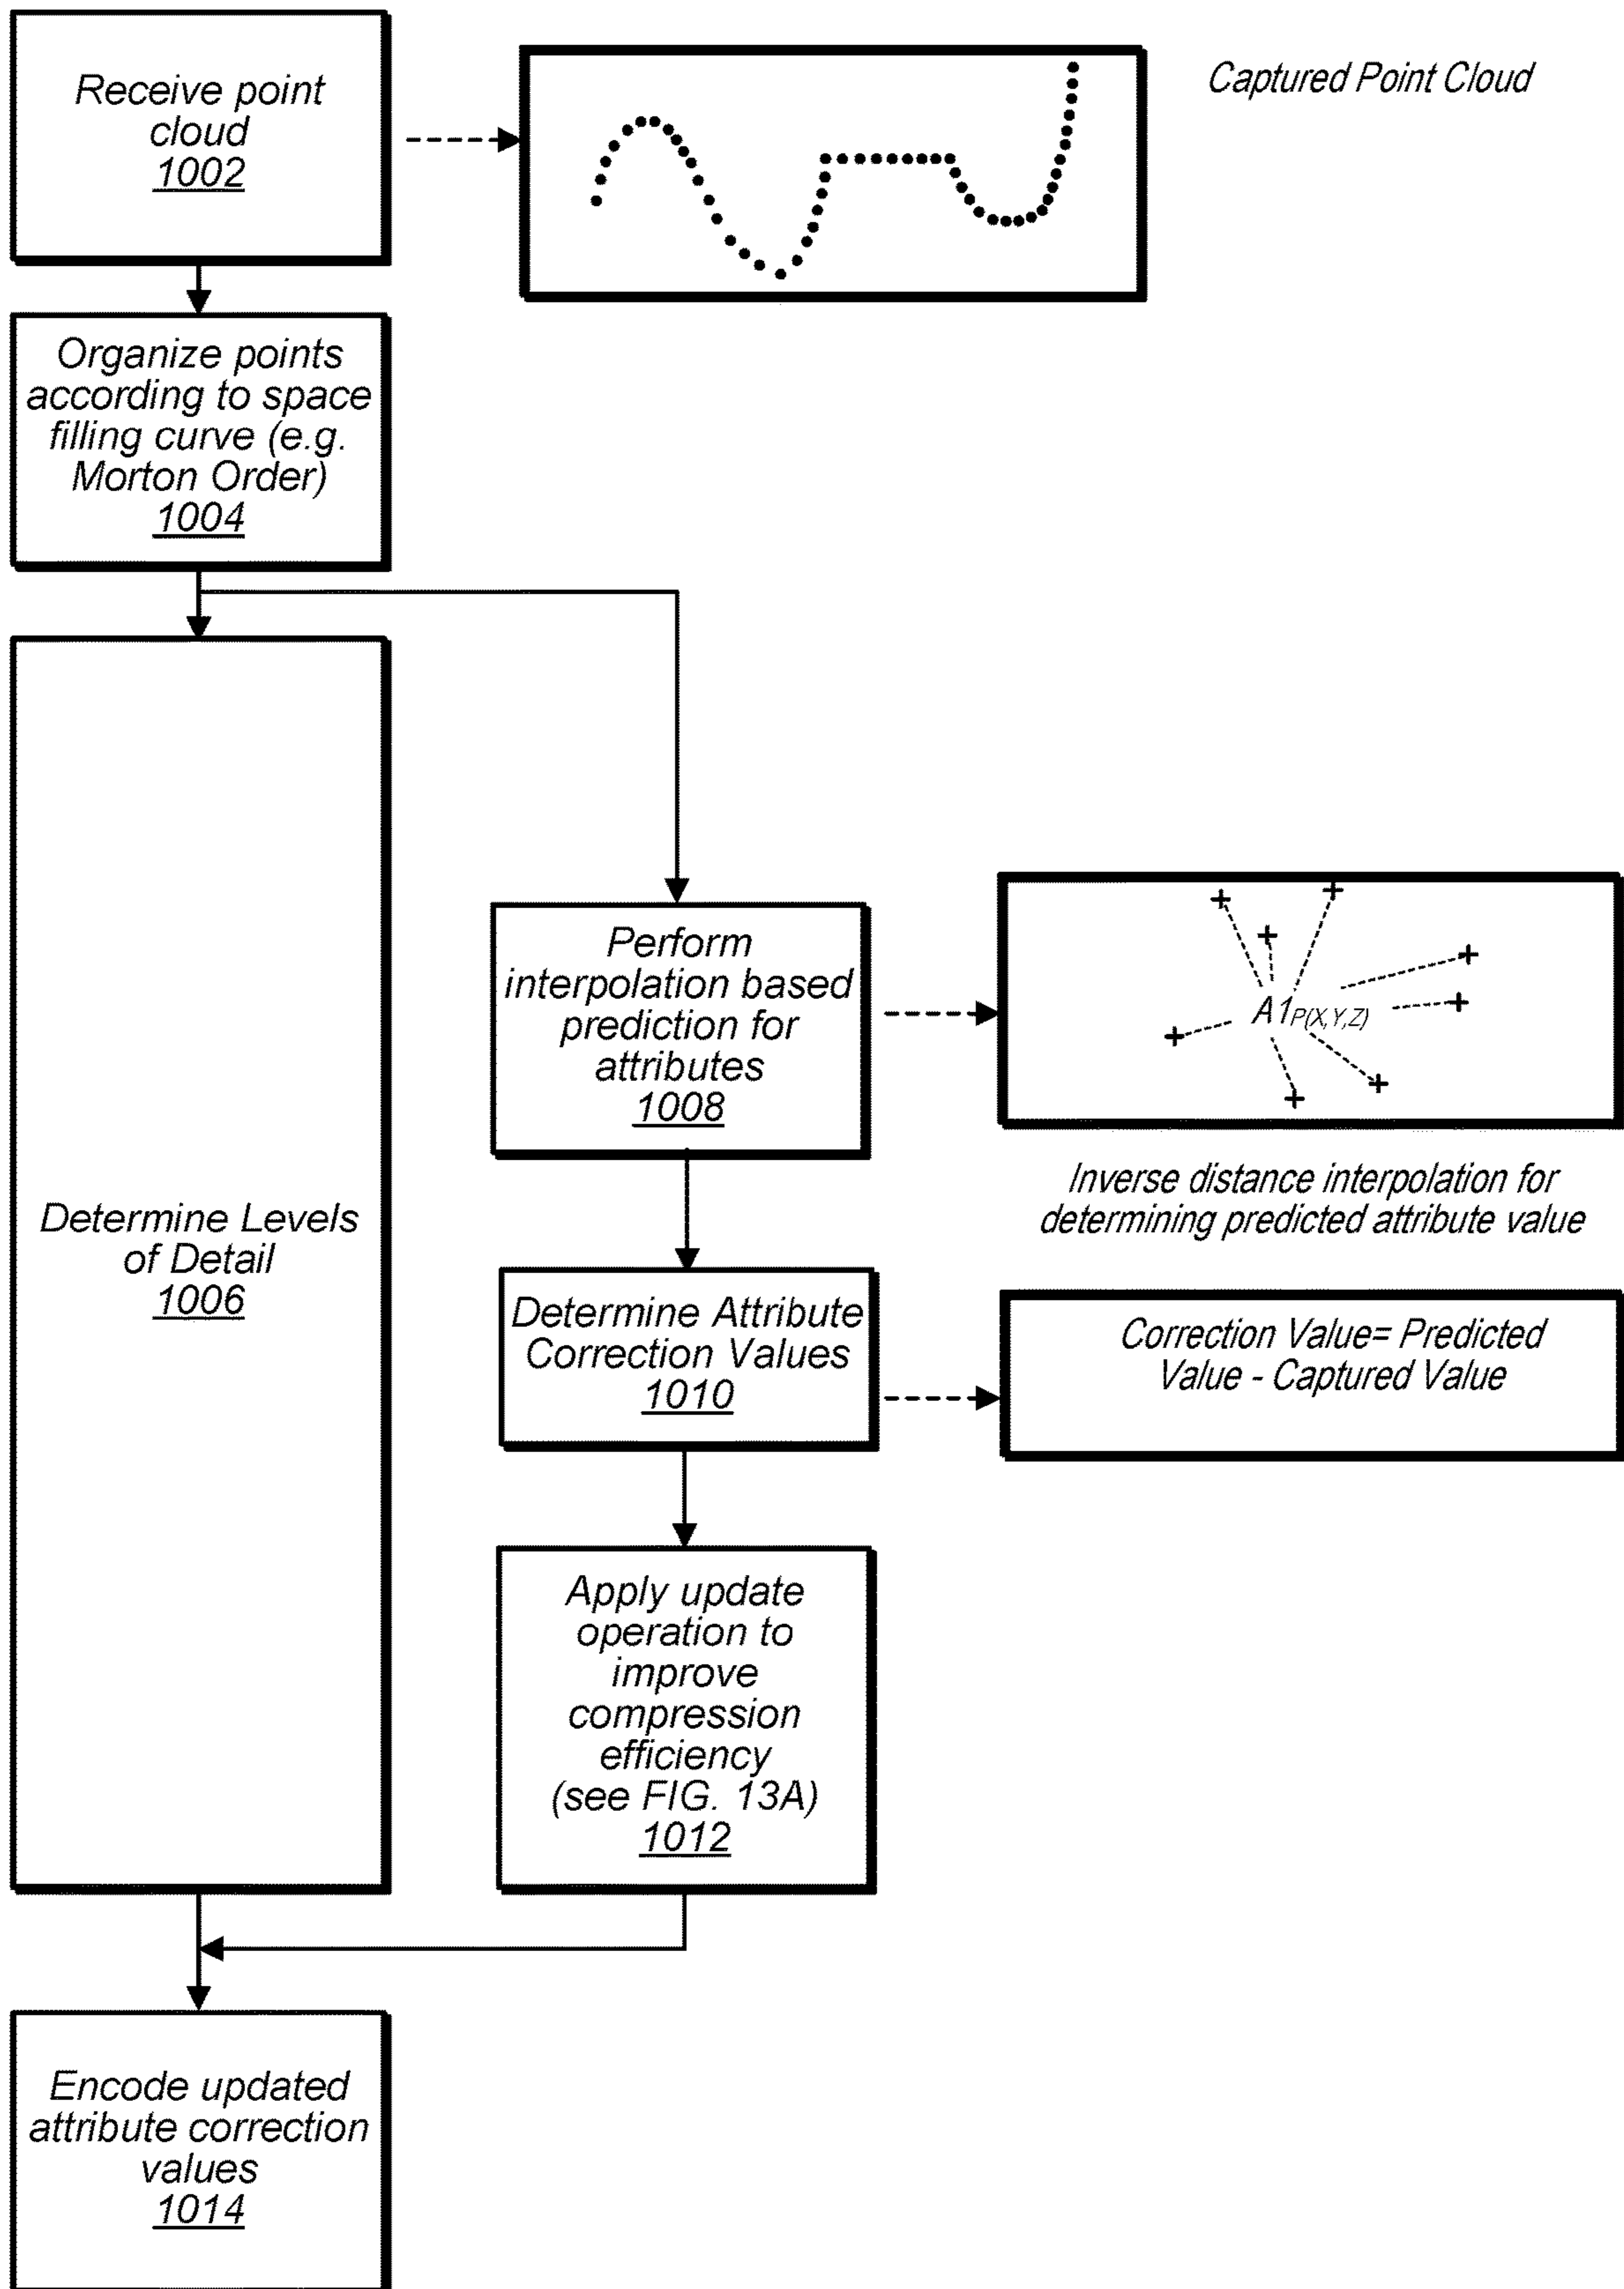 Receive point
cloud
1002
Captured Point Cloud
Organize points
according to space
filling curve (e.g.
Morton Order)
1004
Determine Levels
of Detail
1006
Perform
interpolation based
prediction for
attributes
1008
A1P(X,Y,Z)
Inverse distance interpolation for
determining predicted attribute value
Determine Attribute
Correction Values
1010
Correction Value= Predicted
Value - Captured Value
Apply update
operation to
improve
compression
efficiency
(see FIG. 13A)
1012
Encode updated
attribute correction
values
1014